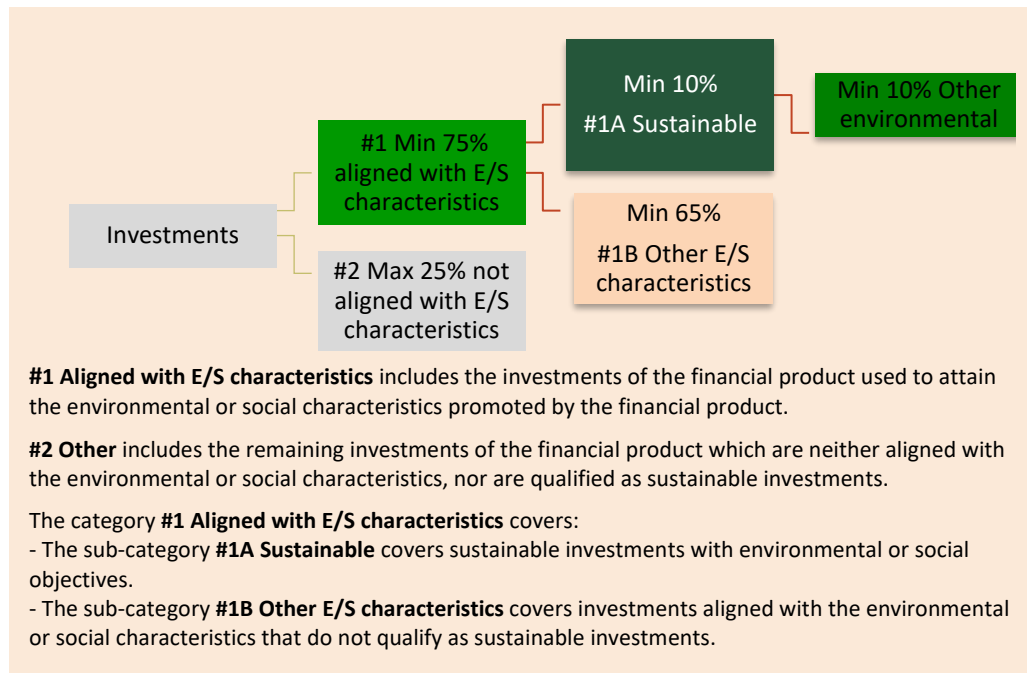 Investments
#1 Min 75%
aligned with E/S
characteristics
#2 Max 25% not
aligned with E/S
characteristics
Min 10%
#1A Sustainable
Min 65%
#1B Other E/S
characteristics
Min 10% Other
environmental
#1 Aligned with E/S characteristics includes the investments of the financial product used to attain
the environmental or social characteristics promoted by the financial product.
#2 Other includes the remaining investments of the financial product which are neither aligned with
the environmental or social characteristics, nor are qualified as sustainable investments.
The category #1 Aligned with E/S characteristics covers:
- The sub-category #1A Sustainable covers sustainable investments with environmental or social
objectives.
- The sub-category #1B Other E/S characteristics covers investments aligned with the environmental
or social characteristics that do not qualify as sustainable investments.